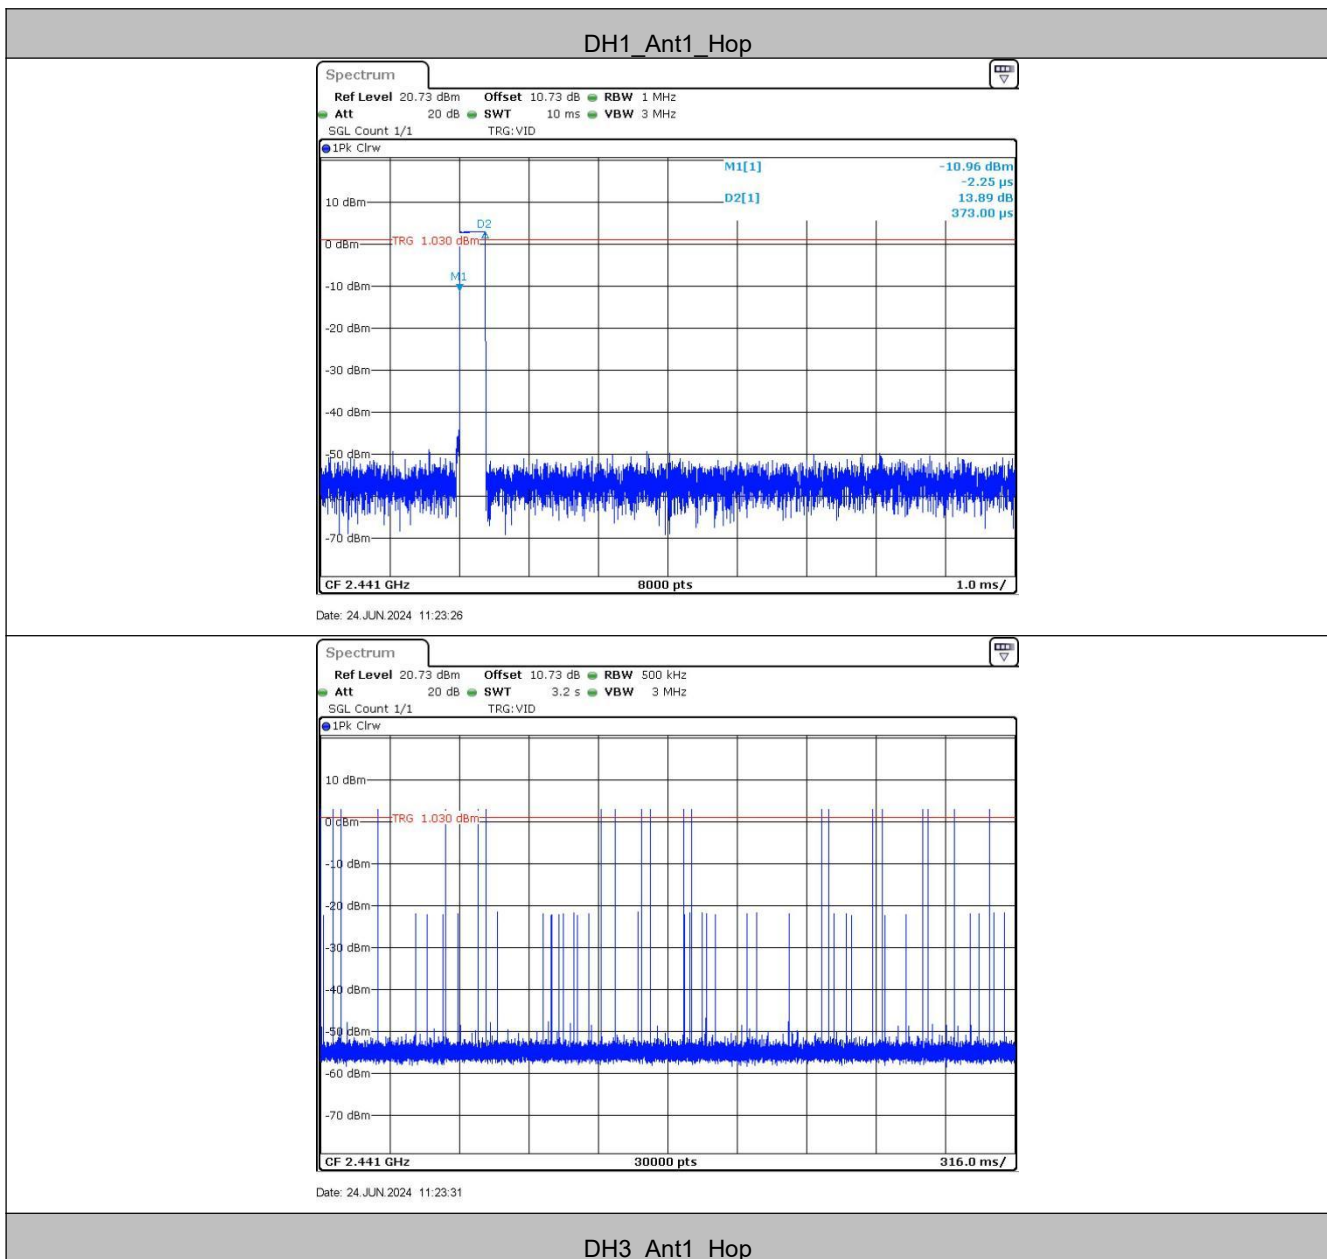 DH1_Ant1_Hop
Spectrum
Ref Level 20.73 dBm Offset 10.73 dB RBW 1 MHz
Att 20 dB SWT 10 ms VBW 3 MHz
SGL Count 1/1 TRG:VID
1Pk Clrw
M1[1] -10.96 dBm
-2.25 µs
D2[1] 13.89 dB
373.00 µs
10 dBm
D2
TRG 1.030 dBm
0 dBm
M1
-10 dBm
-20 dBm
-30 dBm
-40 dBm
-50 dBm
-70 dBm
CF 2.441 GHz 8000 pts 1.0 ms/
Date: 24.JUN.2024 11:23:26
Spectrum
Ref Level 20.73 dBm Offset 10.73 dB RBW 500 kHz
Att 20 dB SWT 3.2 s VBW 3 MHz
SGL Count 1/1 TRG:VID
1Pk Clrw
10 dBm
TRG 1.030 dBm
0 dBm
-10 dBm
-20 dBm
-30 dBm
-40 dBm
-50 dBm
-60 dBm
-70 dBm
CF 2.441 GHz 30000 pts 316.0 ms/
Date: 24.JUN.2024 11:23:31
DH3_Ant1_Hop